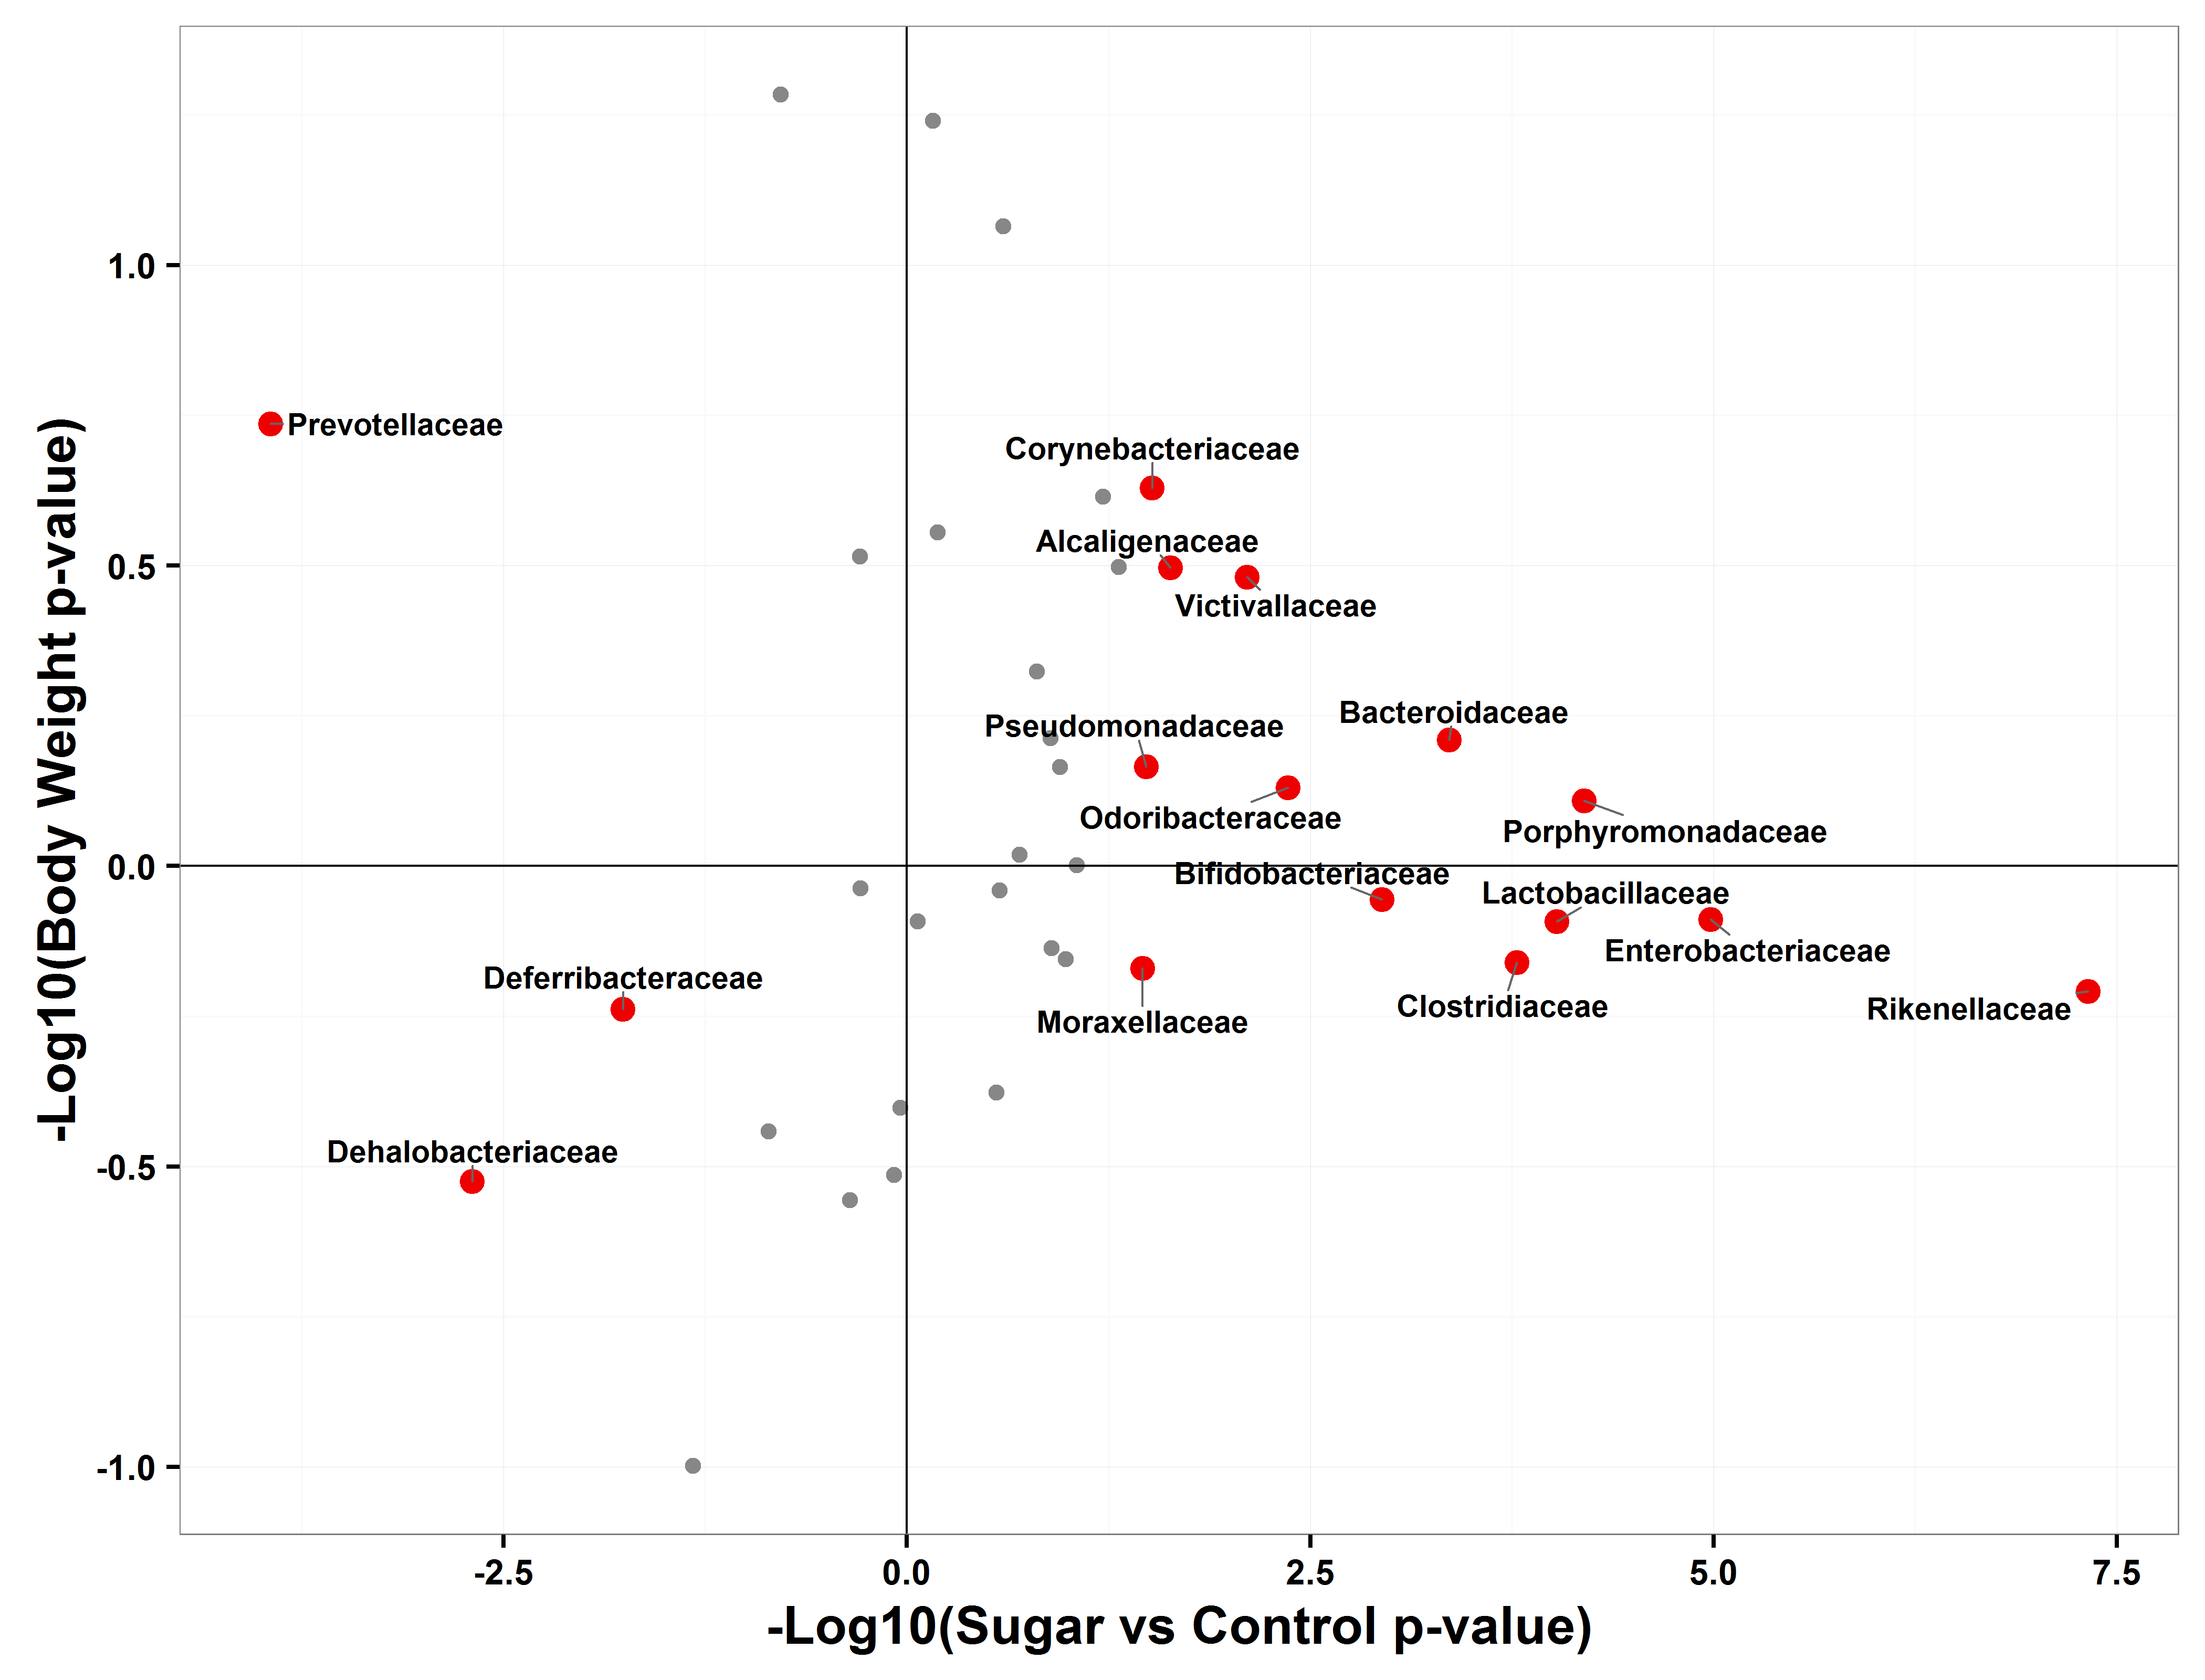 Prevotellaceae
Corynebacteriaceae
Alcaligenaceae
Victivallaceae
Bacteroidaceae
Pseudomonadaceae
Odoribacteraceae
Porphyromonadaceae
Bifidobacteriaceae
Lactobacillaceae
Enterobacteriaceae
Deferribacteraceae
Clostridiaceae
Rikenellaceae
Moraxellaceae
Dehalobacteriaceae
1.0
0.5
0.0
-0.5
-1.0
-Log10(Body Weight p-value)
-2.5
0.0
2.5
5.0
7.5
-Log10(Sugar vs Control p-value)